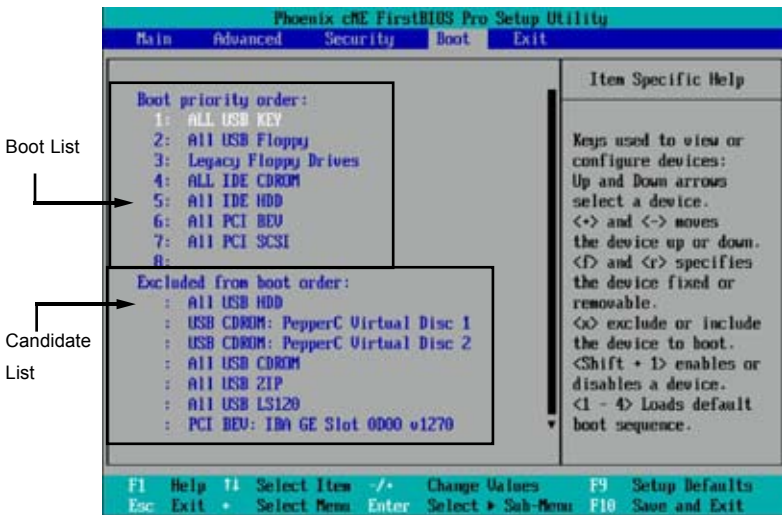 Phoenix cME FirstBIOS Pro Setup Utility
Main Advanced Security Boot Exit
Item Specific Help
Boot priority order:
1: ALL USB KEY
2: All USB Floppy
3: Legacy Floppy Drives
4: ALL IDE CDROM
5: All IDE HDD
6: All PCI BEV
7: All PCI SCSI
8:
Excluded from boot order:
: All USB HDD
: USB CDROM: PepperC Virtual Disc 1
: USB CDROM: PepperC Virtual Disc 2
: All USB CDROM
: All USB ZIP
: All USB LS120
: PCI BEV: IBA GE Slot 0D00 v1270
Boot List
Candidate
List
Keys used to view or
configure devices:
Up and Down arrows
select a device.
<+> and <-> moves
the device up or down.
<f> and <r> specifies
the device fixed or
removable.
<x> exclude or include
the device to boot.
<Shift + 1> enables or
disables a device.
<1 - 4> Loads default
boot sequence.
F1 Help ↑↓ Select Item -/+ Change Values F9 Setup Defaults
Esc Exit ↔ Select Menu Enter Select ▶ Sub-Menu F10 Save and Exit